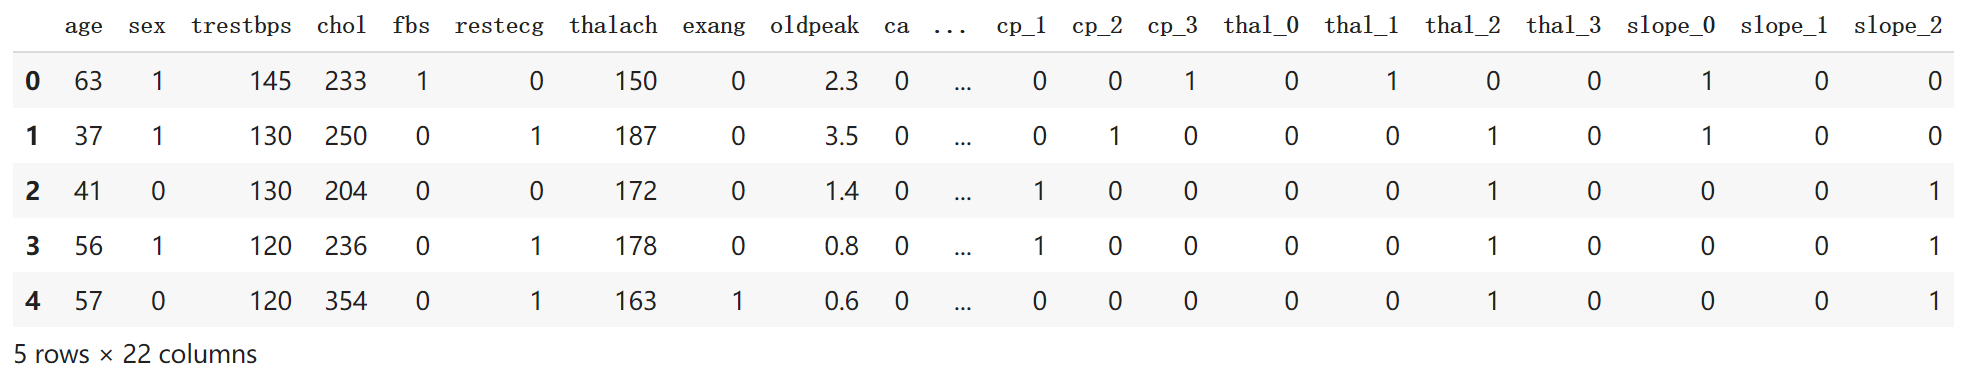 age sex trestbps chol fbs restecg thalach exang oldpeak ca ... cp_1 cp_2 cp_3 thal_0 thal_1 thal_2 thal_3 slope_0 slope_1 slope_2
0 63 1 145 233 1 0 150 0 2.3 0 ... 0 0 1 0 1 0 0 1 0 0
1 37 1 130 250 0 1 187 0 3.5 0 ... 0 1 0 0 0 1 0 1 0 0
2 41 0 130 204 0 0 172 0 1.4 0 ... 1 0 0 0 0 1 0 0 0 1
3 56 1 120 236 0 1 178 0 0.8 0 ... 1 0 0 0 0 1 0 0 0 1
4 57 0 120 354 0 1 163 1 0.6 0 ... 0 0 0 0 0 1 0 0 0 1
5 rows × 22 columns